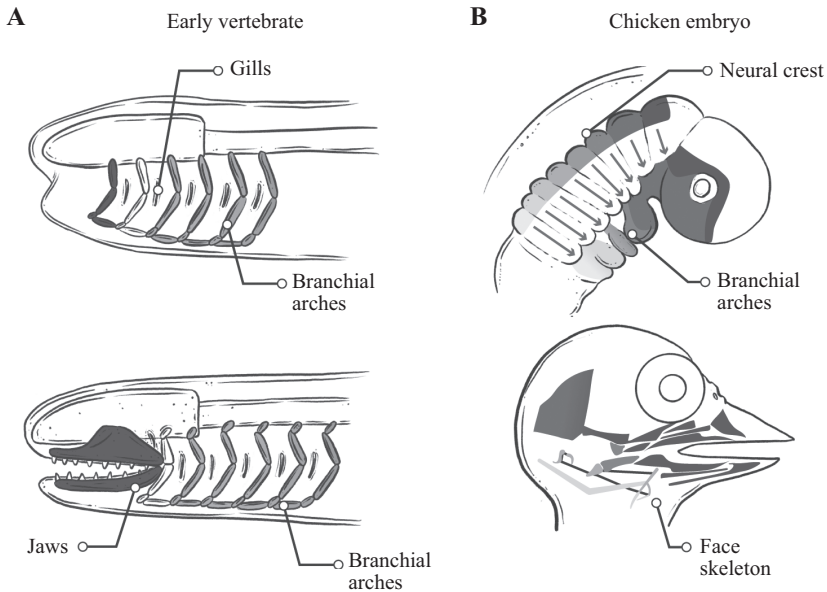 A
Early vertebrate
Gills
Branchial
arches
Jaws
Branchial
arches
B
Chicken embryo
Neural crest
Branchial
arches
Face
skeleton